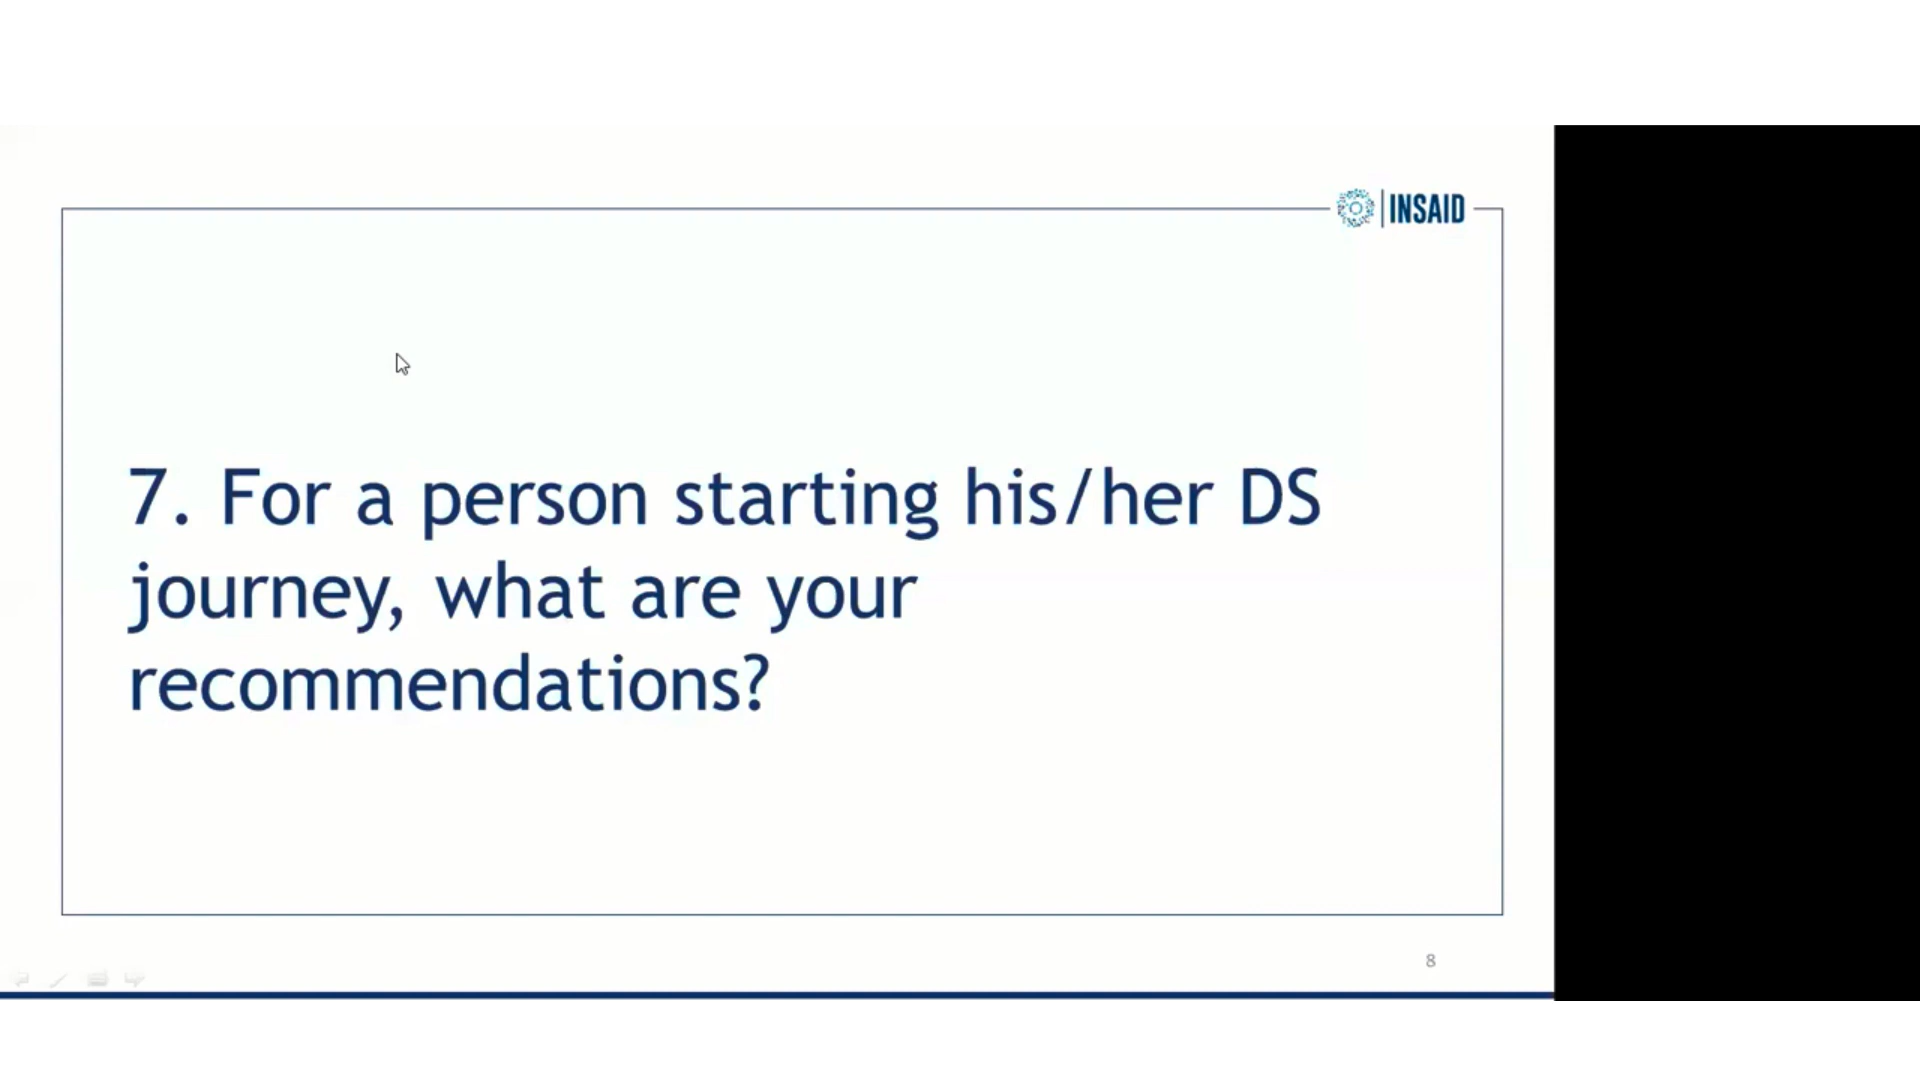 INSAID
7. For a person starting his/her DS
journey, what are your
recommendations?
8